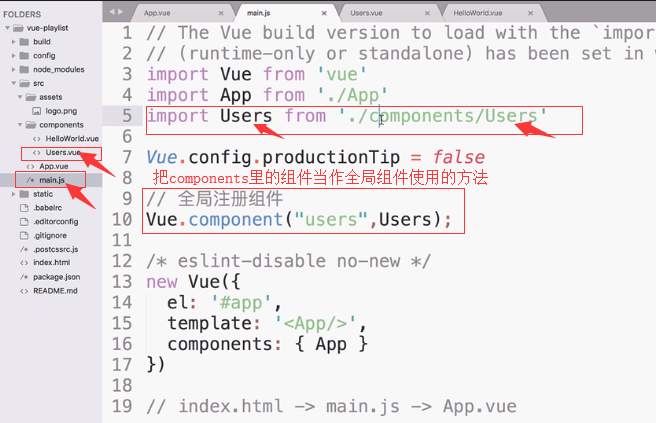 FOLDERS
vue-playlist
build
config
node_modules
src
assets
logo.png
components
HelloWorld.vue
Users.vue
App.vue
main.js
static
.babelrc
.editorconfig
.gitignore
.postcssrc.js
index.html
package.json
README.md
App.vue
main.js
Users.vue
HelloWorld.vue
1 // The Vue build version to load with the `impor
2 // (runtime-only or standalone) has been set in
3 import Vue from 'vue'
4 import App from './App'
5 import Users from './components/Users'
6
7 Vue.config.productionTip = false
8 把components里的组件当作全局组件使用的方法
9 // 全局注册组件
10 Vue.component("users",Users);
11
12 /* eslint-disable no-new */
13 new Vue({
14 el: '#app',
15 template: '<App/>',
16 components: { App }
17 })
18
19 // index.html -> main.js -> App.vue